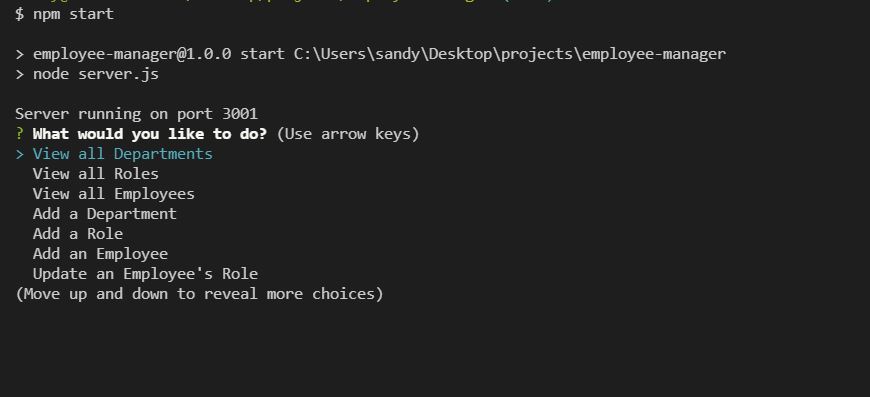 $ npm start
> employee-manager@1.0.0 start C:\Users\sandy\Desktop\projects\employee-manager
> node server.js
Server running on port 3001
? What would you like to do? (Use arrow keys)
> View all Departments
View all Roles
View all Employees
Add a Department
Add a Role
Add an Employee
Update an Employee's Role
(Move up and down to reveal more choices)